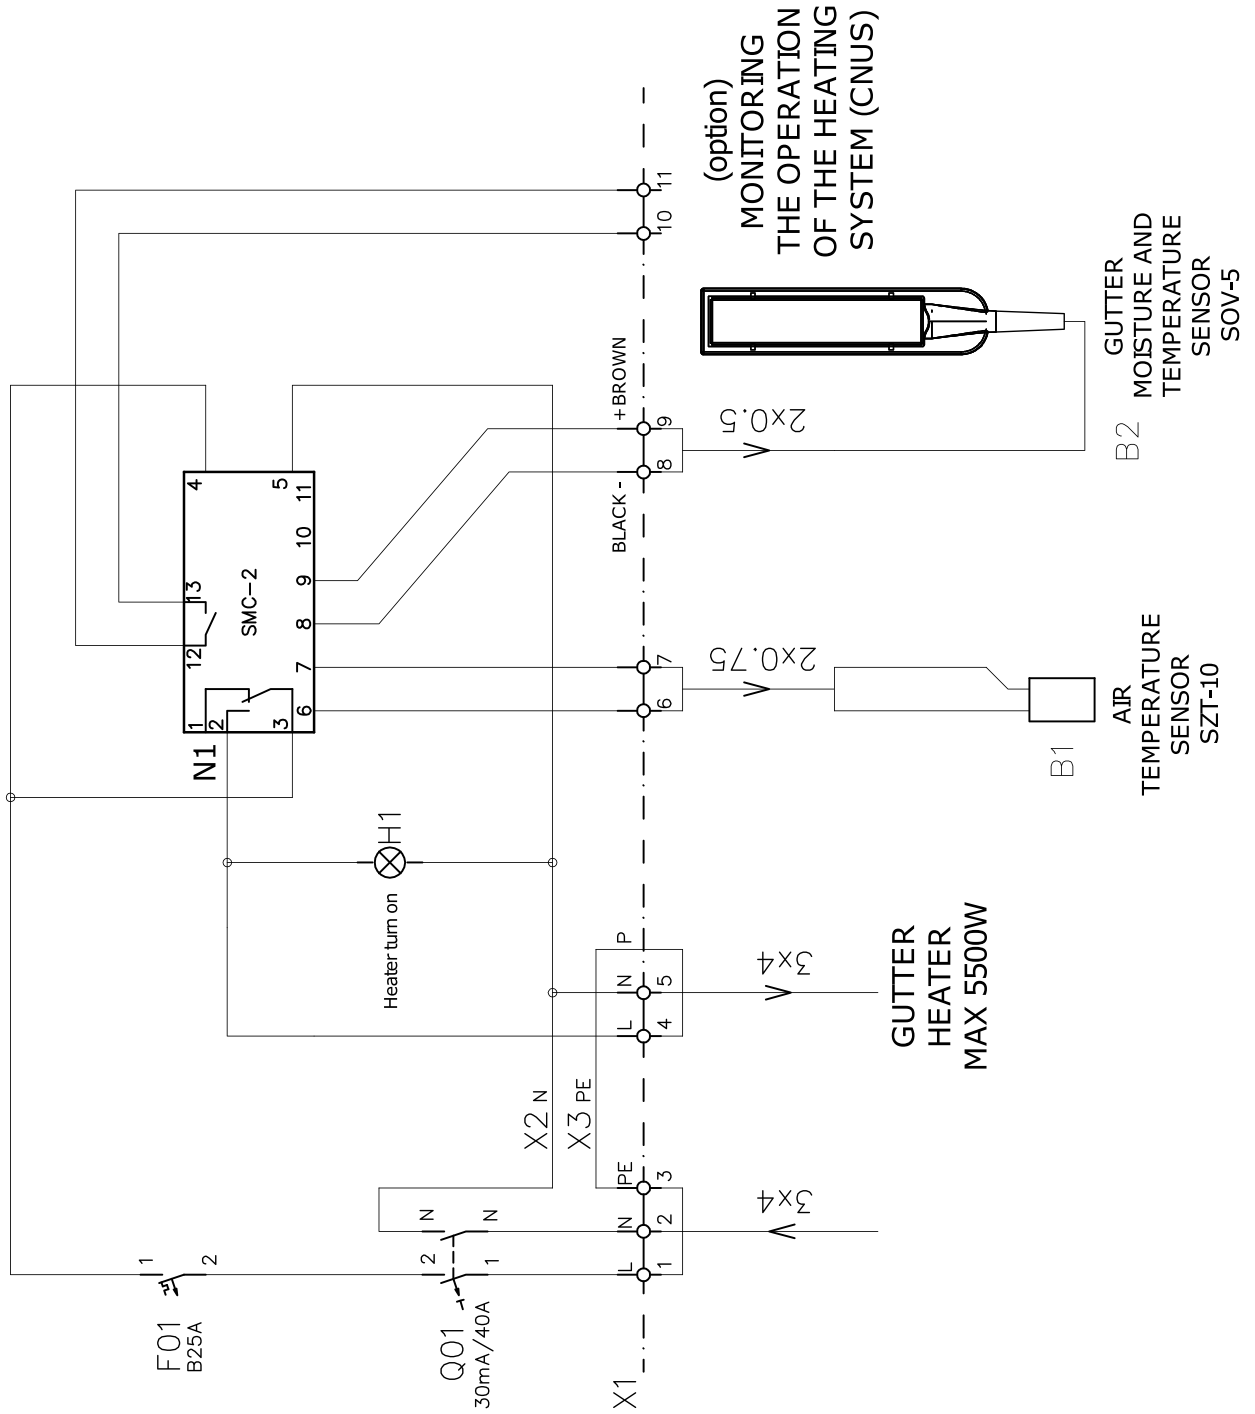 F01
B25A
1
2
Q01
30mA/40A
2
1
N
N
X1
L
N
PE
1
2
3
3x4
X2 N
X3 PE
L
N
P
4
5
3x4
GUTTER
HEATER
MAX 5500W
Heater turn on
H1
N1
SMC-2
1
2
3
12
13
4
5
6
7
8
9
10
11
6
7
2x0.75
B1
AIR
TEMPERATURE
SENSOR
SZT-10
BLACK -
+BROWN
8
9
2x0.5
B2
GUTTER
MOISTURE AND
TEMPERATURE
SENSOR
SOV-5
10
11
(option)
MONITORING
THE OPERATION
OF THE HEATING
SYSTEM (CNUS)